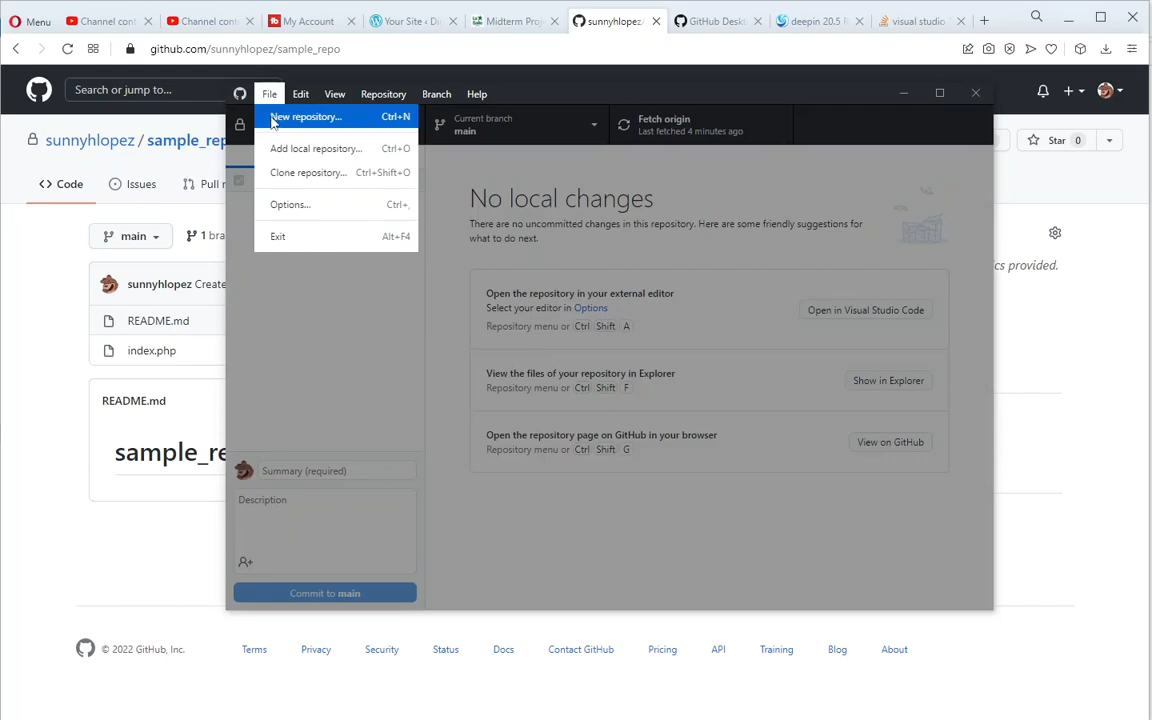 Menu
Channel con
Channel con
My Account
Your Site ‹ D
Midterm Proj
sunnyhlopez
GitHub Deskt
deepin 20.5 R
visual studio
github.com/sunnyhlopez/sample_repo
Search or jump to...
File
Edit
View
Repository
Branch
Help
New repository... Ctrl+N
Add local repository... Ctrl+O
Clone repository... Ctrl+Shift+O
Options... Ctrl+,
Exit Alt+F4
Current branch
main
Fetch origin
Last fetched 4 minutes ago
sunnyhlopez / sample_rep
Star 0
Code
Issues
Pull r
No local changes
There are no uncommitted changes in this repository. Here are some friendly suggestions for
what to do next.
main
1 bra
cs provided.
sunnyhlopez Create
Open the repository in your external editor
Select your editor in Options
Repository menu or Ctrl Shift A
Open in Visual Studio Code
README.md
index.php
View the files of your repository in Explorer
Repository menu or Ctrl Shift F
Show in Explorer
README.md
sample_re
Open the repository page on GitHub in your browser
Repository menu or Ctrl Shift G
View on GitHub
Summary (required)
Description
Commit to main
© 2022 GitHub, Inc.
Terms
Privacy
Security
Status
Docs
Contact GitHub
Pricing
API
Training
Blog
About